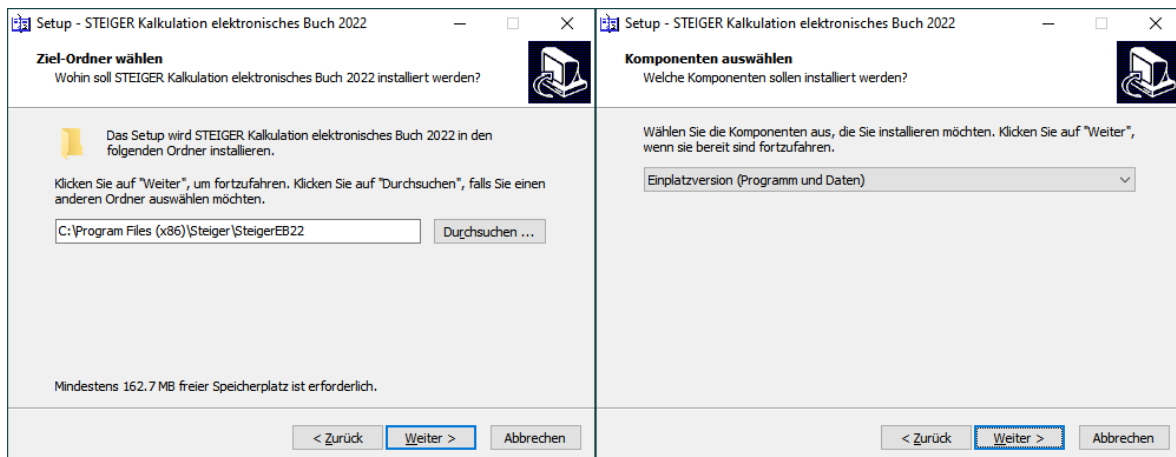 Setup - STEIGER Kalkulation elektronisches Buch 2022
Ziel-Ordner wählen
Wohin soll STEIGER Kalkulation elektronisches Buch 2022 installiert werden?
Das Setup wird STEIGER Kalkulation elektronisches Buch 2022 in den
folgenden Ordner installieren.
Klicken Sie auf "Weiter", um fortzufahren. Klicken Sie auf "Durchsuchen", falls Sie einen
anderen Ordner auswählen möchten.
C:\Program Files (x86)\Steiger\SteigerEB22
Durchsuchen ...
Mindestens 162.7 MB freier Speicherplatz ist erforderlich.
< Zurück
Weiter >
Abbrechen
Setup - STEIGER Kalkulation elektronisches Buch 2022
Komponenten auswählen
Welche Komponenten sollen installiert werden?
Wählen Sie die Komponenten aus, die Sie installieren möchten. Klicken Sie auf "Weiter",
wenn sie bereit sind fortzufahren.
Einplatzversion (Programm und Daten)
< Zurück
Weiter >
Abbrechen